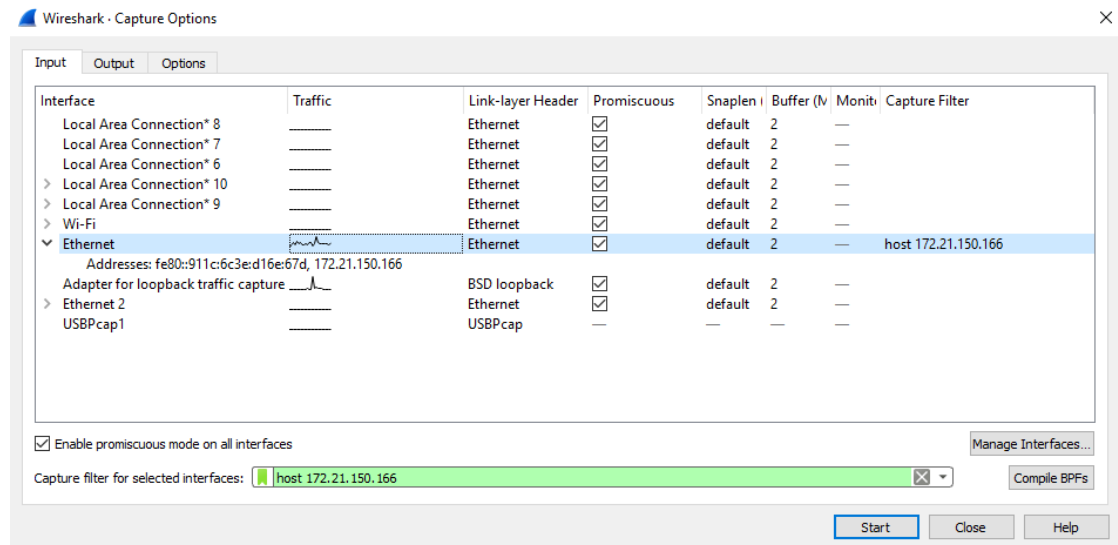 Wireshark · Capture Options
Input Output Options
Interface Traffic Link-layer Header Promiscuous Snaplen ( Buffer (M Monit Capture Filter
Local Area Connection* 8 Ethernet default 2 —
Local Area Connection* 7 Ethernet default 2 —
Local Area Connection* 6 Ethernet default 2 —
Local Area Connection* 10 Ethernet default 2 —
Local Area Connection* 9 Ethernet default 2 —
Wi-Fi Ethernet default 2 —
Ethernet Ethernet default 2 — host 172.21.150.166
Addresses: fe80::911c:6c3e:d16e:67d, 172.21.150.166
Adapter for loopback traffic capture BSD loopback default 2 —
Ethernet 2 Ethernet default 2 —
USBPcap1 USBPcap — — — —
Enable promiscuous mode on all interfaces Manage Interfaces...
Capture filter for selected interfaces: host 172.21.150.166 Compile BPFs
Start Close Help